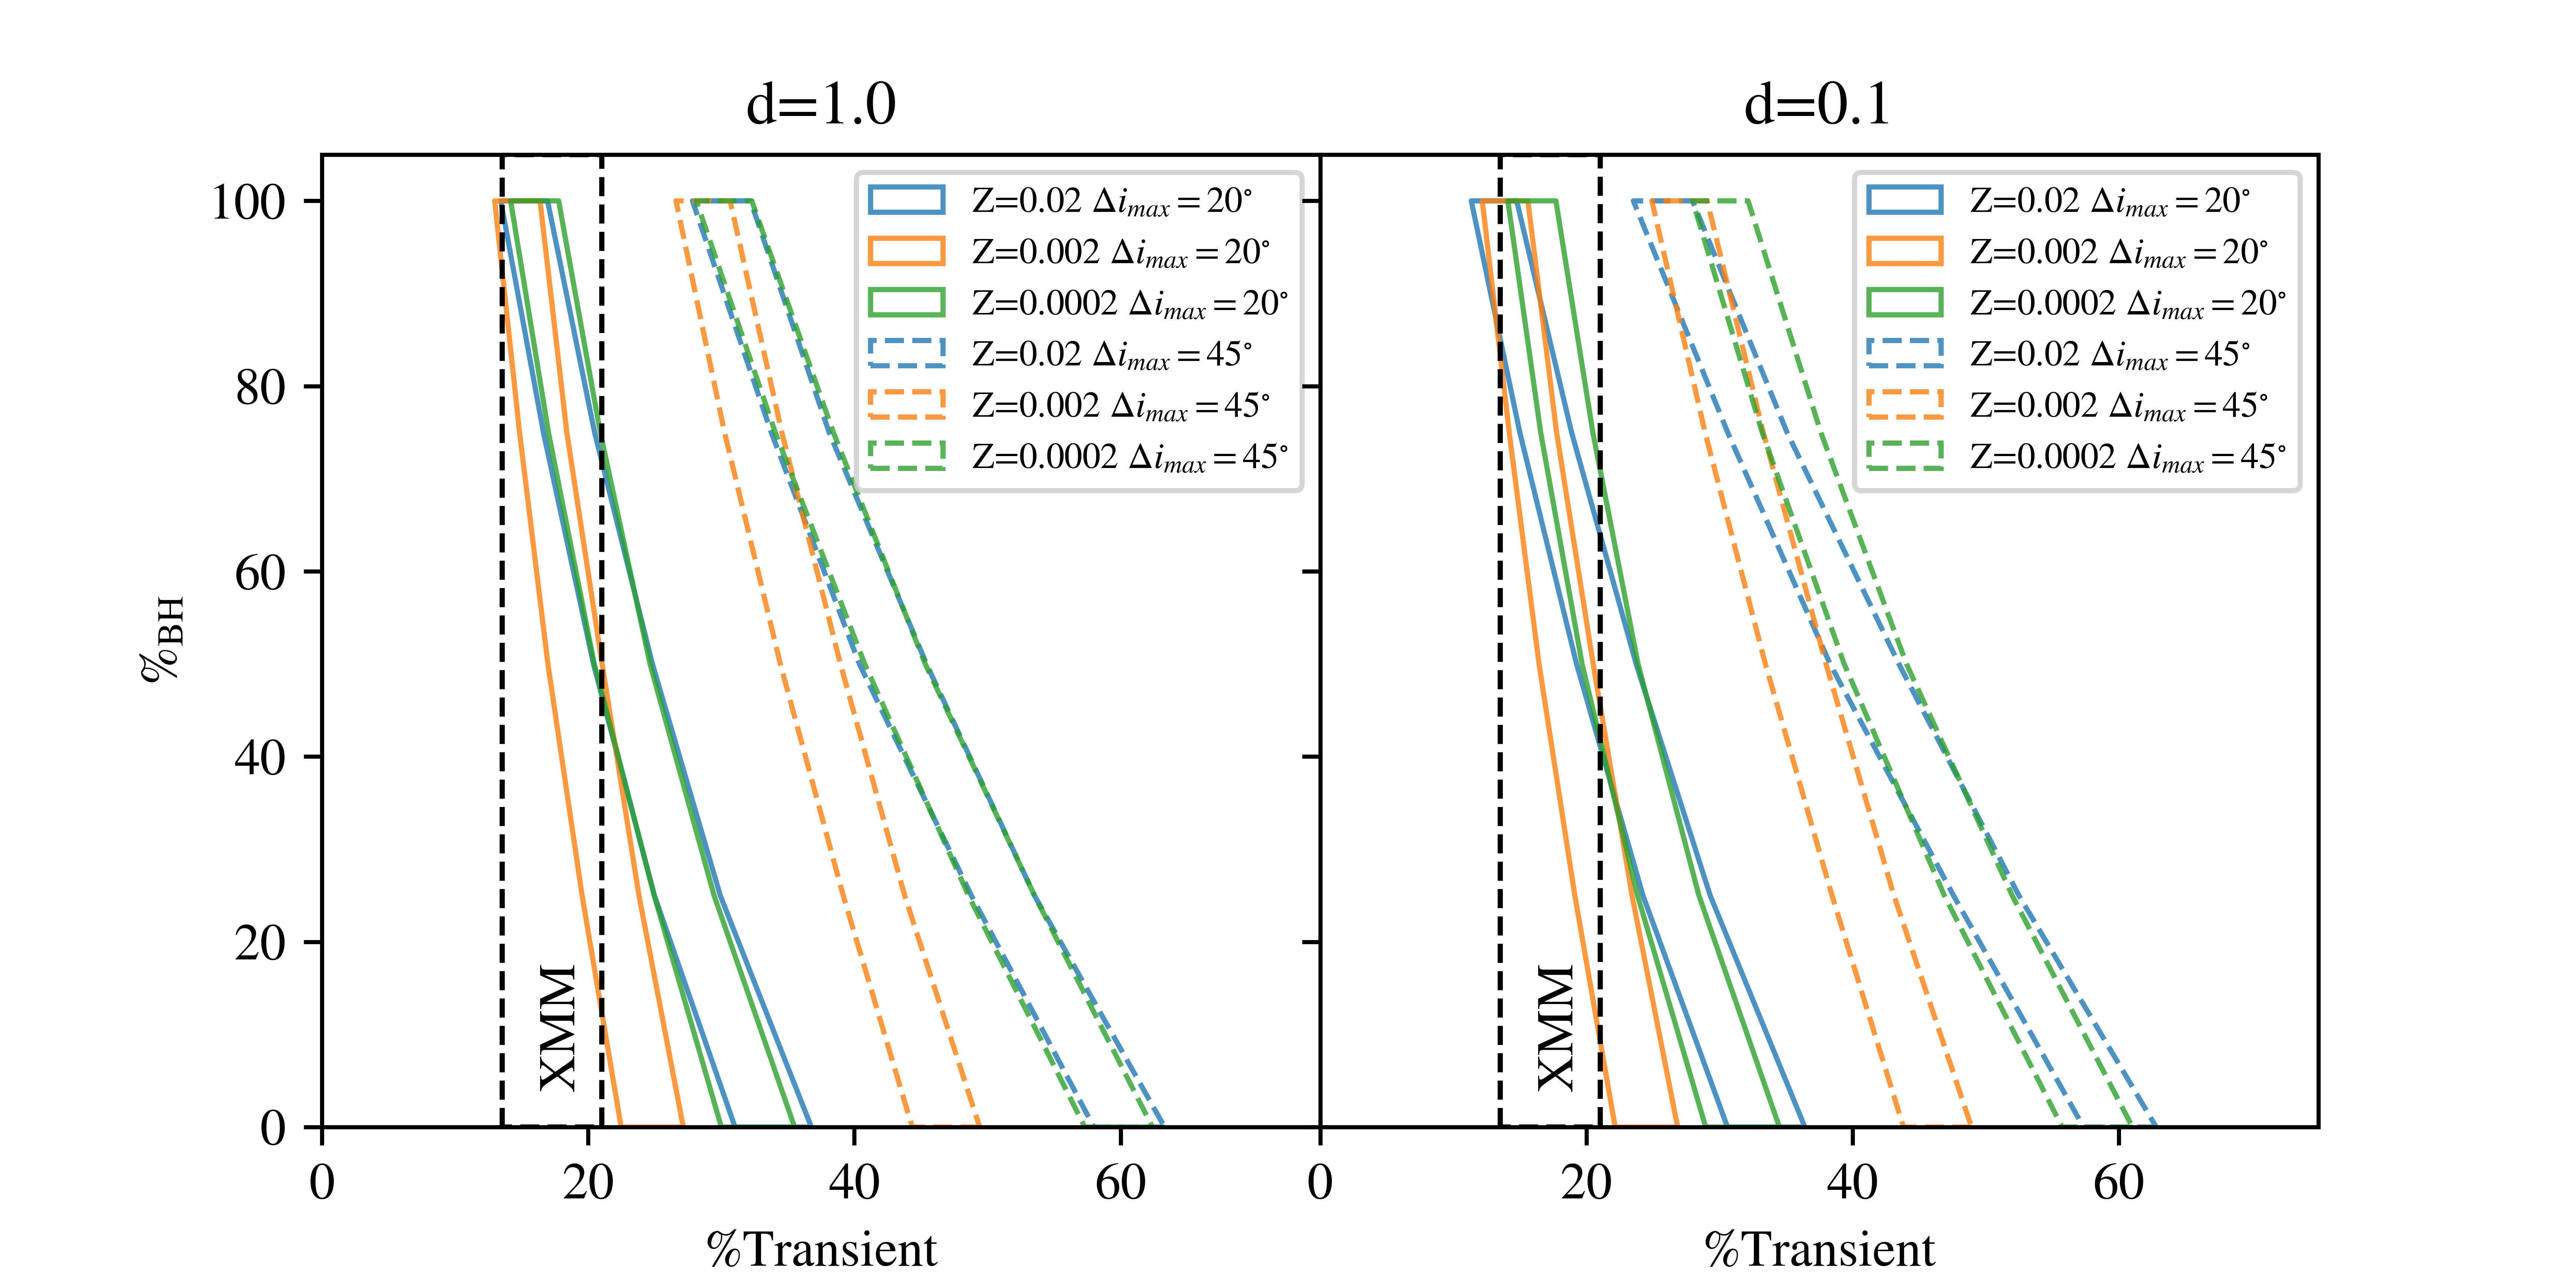 d=1.0
d=0.1
%BH
100
80
60
40
20
0
Z=0.02 Δi_max = 20°
Z=0.002 Δi_max = 20°
Z=0.0002 Δi_max = 20°
Z=0.02 Δi_max = 45°
Z=0.002 Δi_max = 45°
Z=0.0002 Δi_max = 45°
XMM
0 20 40 60
%Transient
Z=0.02 Δi_max = 20°
Z=0.002 Δi_max = 20°
Z=0.0002 Δi_max = 20°
Z=0.02 Δi_max = 45°
Z=0.002 Δi_max = 45°
Z=0.0002 Δi_max = 45°
XMM
0 20 40 60
%Transient